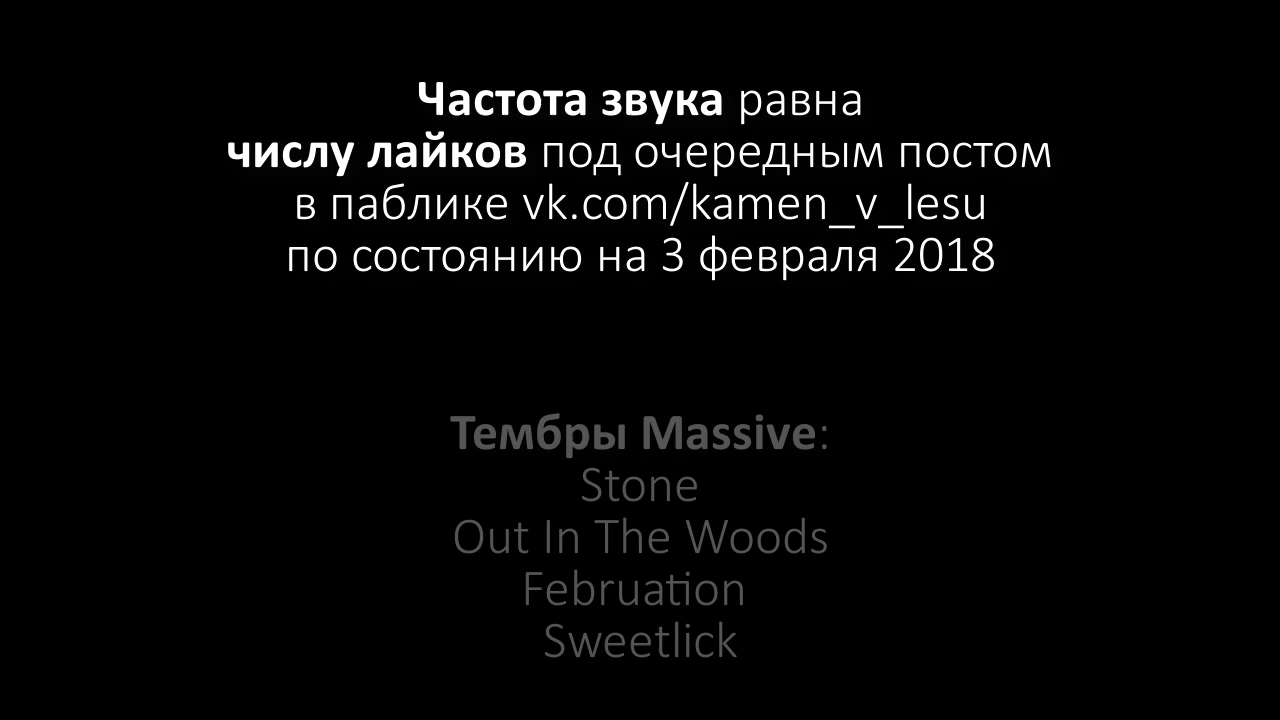 Частота звука равна
числу лайков под очередным постом
в паблике vk.com/kamen_v_lesu
по состоянию на 3 февраля 2018
Тембры Massive:
Stone
Out In The Woods
Februation
Sweetlick